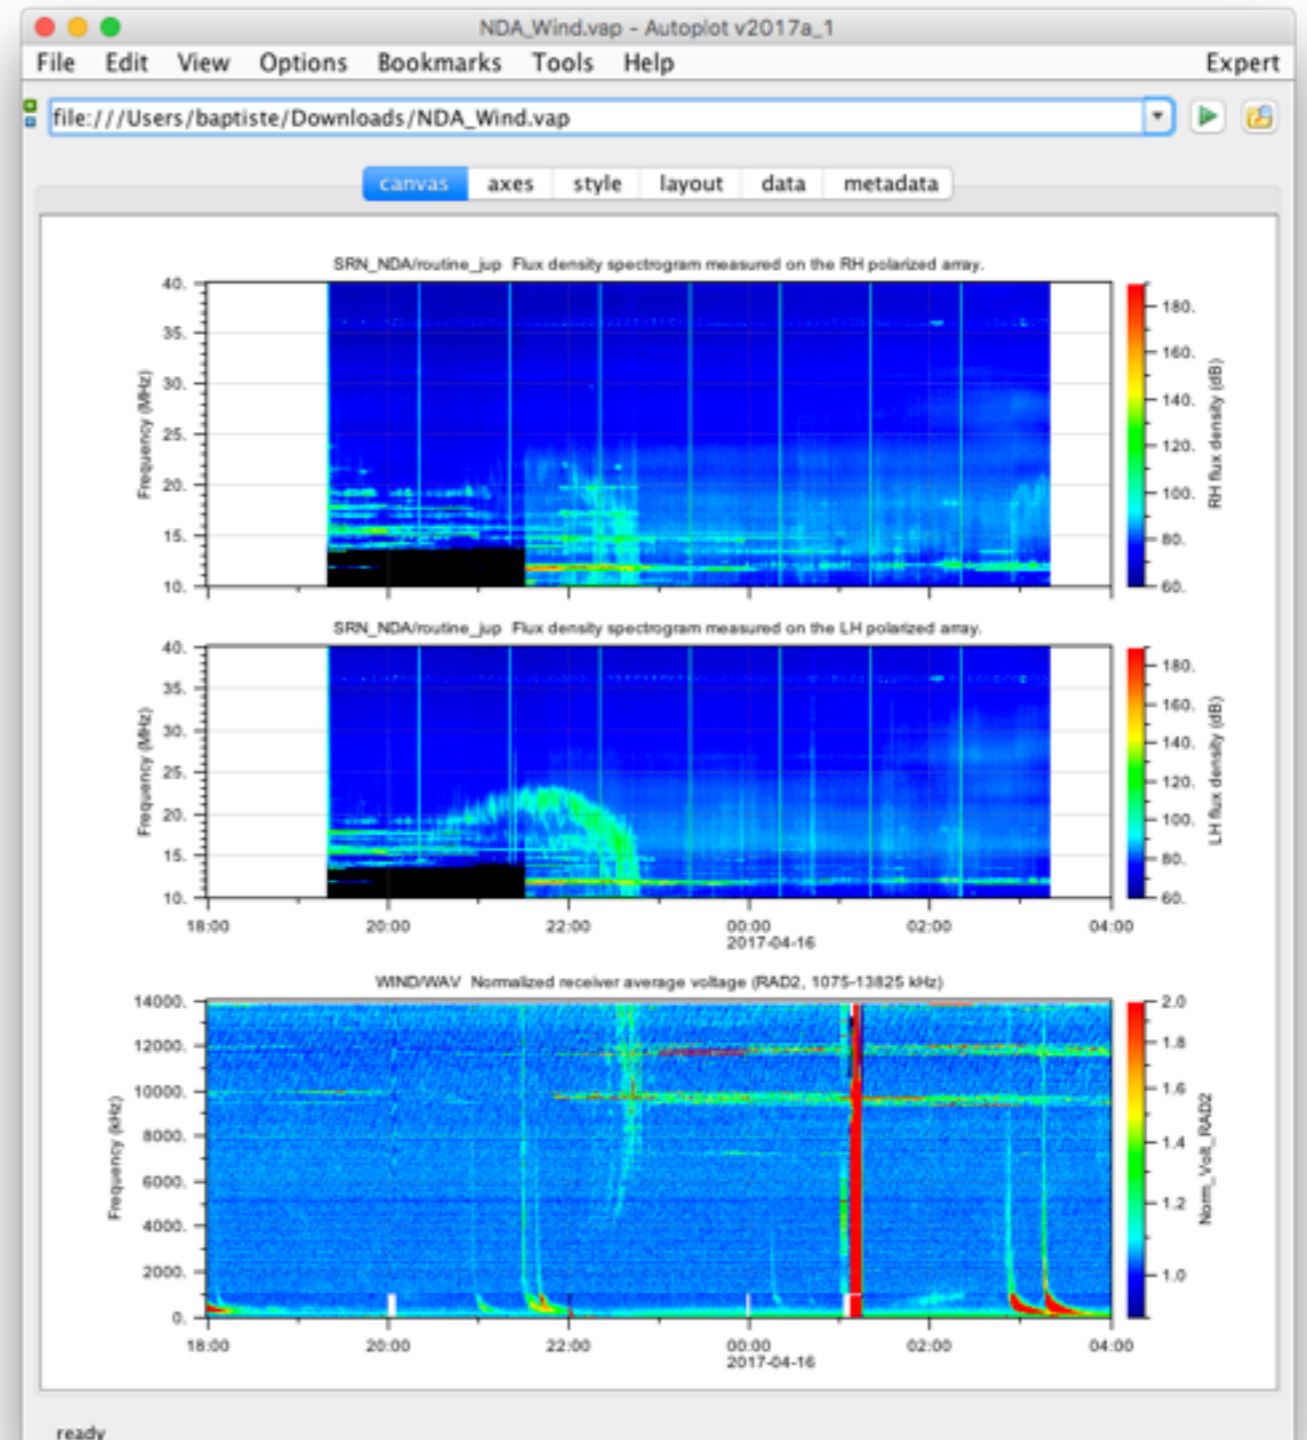 NDA_Wind.vap - Autoplot v2017a_1
File Edit View Options Bookmarks Tools Help Expert
file:///Users/baptiste/Downloads/NDA_Wind.vap
canvas axes style layout data metadata
SRN_NDA/routine_jup Flux density spectrogram measured on the RH polarized array.
Frequency (MHz)
40.
35.
30.
25.
20.
15.
10.
180.
160.
140.
120.
100.
80.
60.
RH flux density (dB)
SRN_NDA/routine_jup Flux density spectrogram measured on the LH polarized array.
Frequency (MHz)
40.
35.
30.
25.
20.
15.
10.
180.
160.
140.
120.
100.
80.
60.
LH flux density (dB)
18:00 20:00 22:00 00:00 02:00 04:00
2017-04-16
WIND/WAV Normalized receiver average voltage (RAD2, 1075-13825 kHz)
Frequency (kHz)
14000.
12000.
10000.
8000.
6000.
4000.
2000.
0.
2.0
1.8
1.6
1.4
1.2
1.0
Norm_Volt_RAD2
18:00 20:00 22:00 00:00 02:00 04:00
2017-04-16
ready